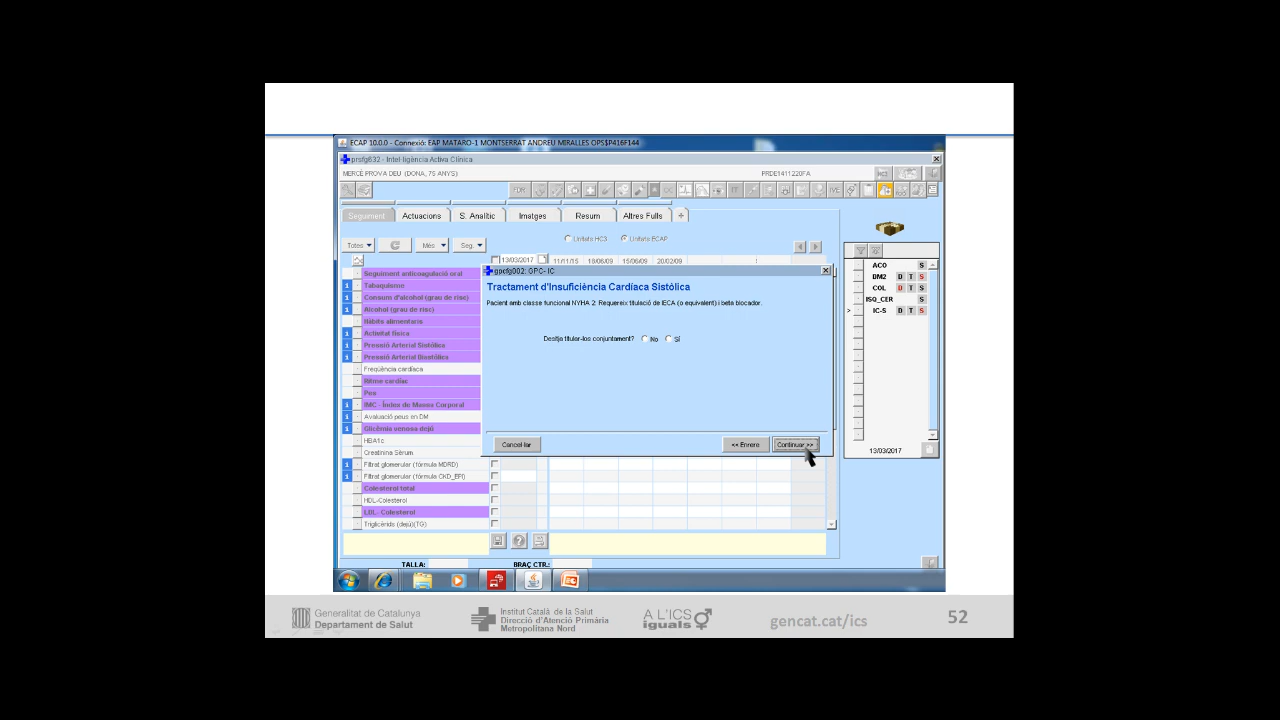 ECAP 10.0.0 - Connexió: EAP MATARO-1 MONTSERRAT ANDREU MIRALLES OPS$P416F144
prsfg832 - Intel·ligència Activa Clínica
MERCÈ PROVA DEU (DONA, 75 ANYS)
PRDE1411220FA
HC3
FDR
IT
IVE
Seguiment
Actuacions
S. Analític
Imatges
Resum
Altres Fulls
+
Totes
Més
Seg.
Unitats HC3
Unitats ECAP
13/03/2017
11/11/15
19/06/09
15/06/09
20/02/09
Seguiment anticoagulació oral
Tabaquisme
Consum d'alcohol (grau de risc)
Alcohol (grau de risc)
Hàbits alimentaris
Activitat física
Pressió Arterial Sistólica
Pressió Arterial Diastólica
Freqüència cardíaca
Ritme cardíac
Pes
IMC - Índex de Massa Corporal
Avaluació peus en DM
Glicèmia venosa dejú
HBA1c
Creatinina Sèrum
Filtrat glomerular (fórmula MDRD)
Filtrat glomerular (fórmula CKD_EPI)
Colesterol total
HDL-Colesterol
LDL- Colesterol
Triglicèrids (dejú)(TG)
gpcfg002: GPC- IC
Tractament d'Insuficiència Cardíaca Sistólica
Pacient amb classe funcional NYHA 2. Requereix titulació de IECA (o equivalent) i beta blocador.
Desitja titular-los conjuntament? No Sí
Cancel·lar
<< Enrere
Continuar >>
ACO S
DM2 D T S
COL D T S
ISQ_CER S
> IC-S D T S
13/03/2017
TALLA:
BRAÇ CTR.:
Generalitat de Catalunya
Departament de Salut
Institut Català de la Salut
Direcció d'Atenció Primària
Metropolitana Nord
A L'ICS
iguals
gencat.cat/ics
52